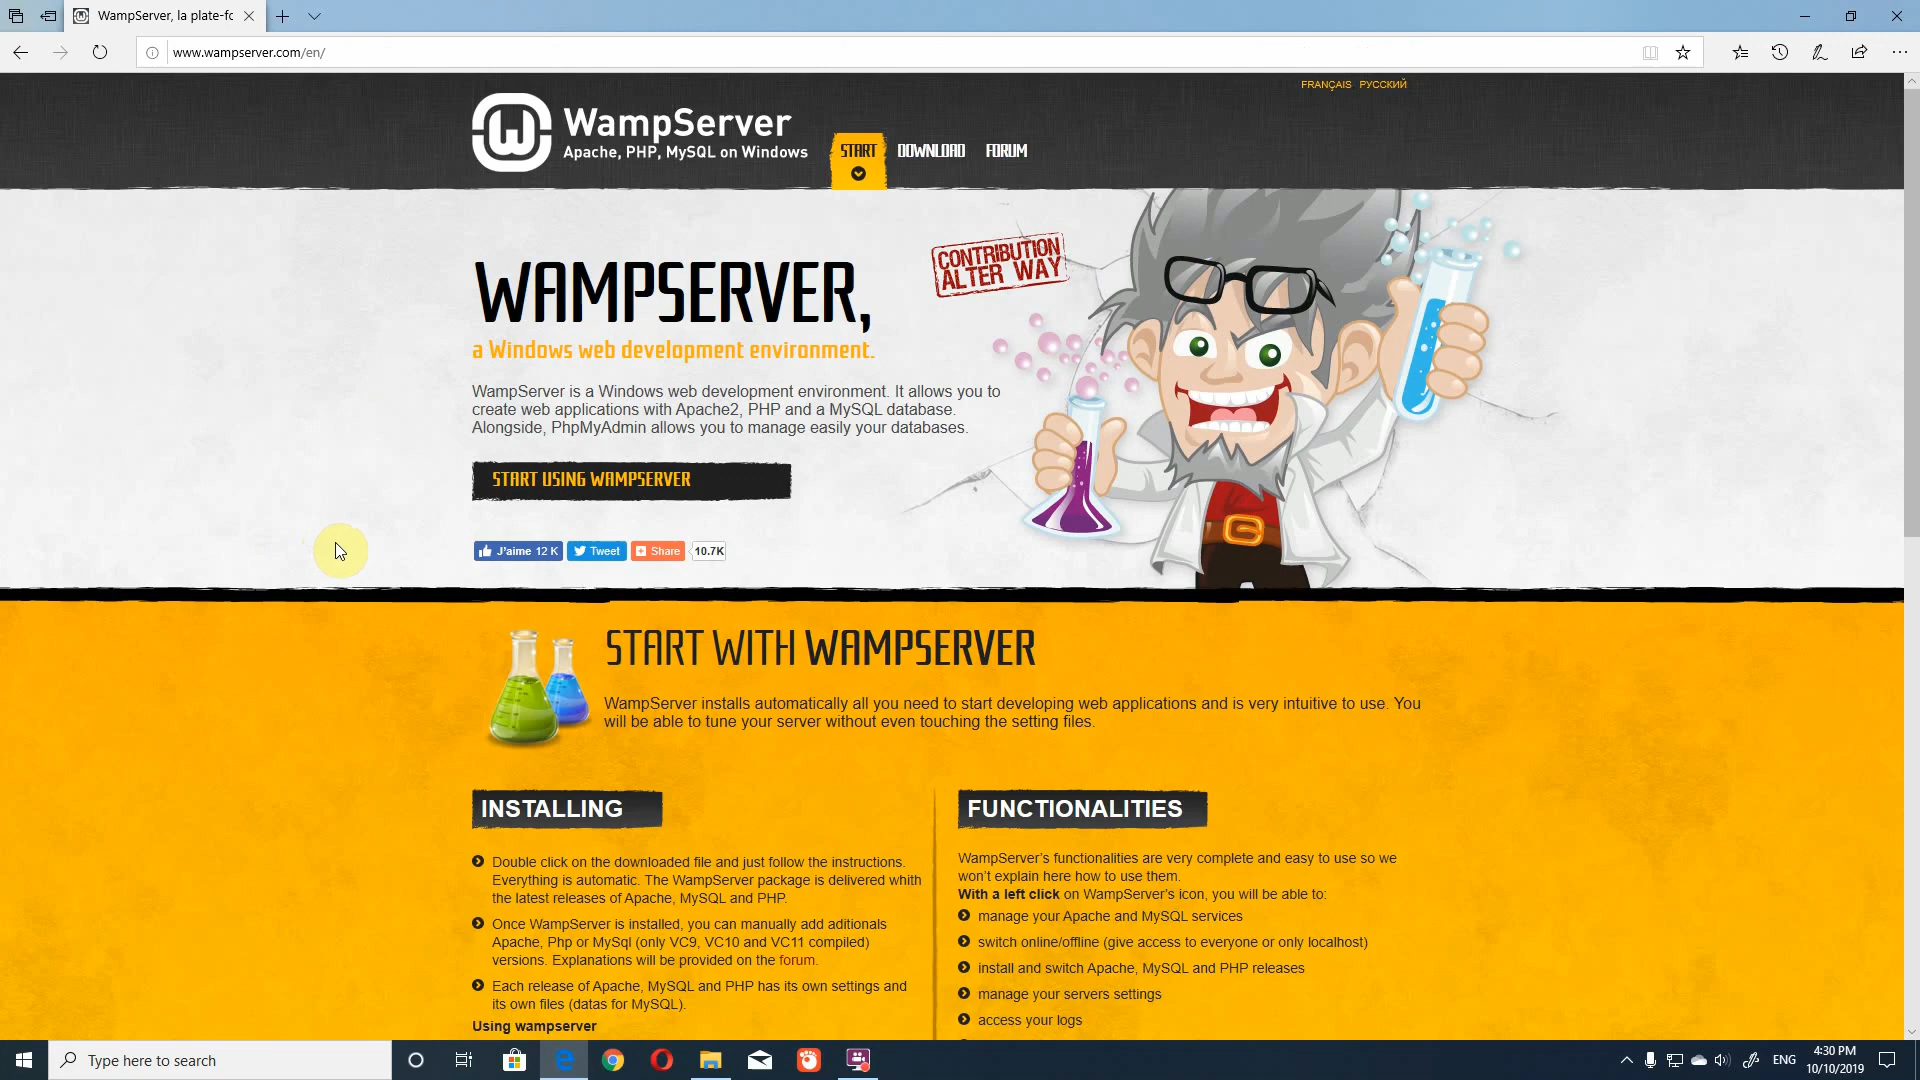 WampServer, la plate-fo
www.wampserver.com/en/
FRANÇAIS РУССКИЙ
WampServer
Apache, PHP, MySQL on Windows
START DOWNLOAD FORUM
CONTRIBUTION
ALTER WAY
WAMPSERVER,
a Windows web development environment.
WampServer is a Windows web development environment. It allows you to
create web applications with Apache2, PHP and a MySQL database.
Alongside, PhpMyAdmin allows you to manage easily your databases.
START USING WAMPSERVER
J'aime 12 K Tweet Share 10.7K
START WITH WAMPSERVER
WampServer installs automatically all you need to start developing web applications and is very intuitive to use. You
will be able to tune your server without even touching the setting files.
INSTALLING
Double click on the downloaded file and just follow the instructions.
Everything is automatic. The WampServer package is delivered whith
the latest releases of Apache, MySQL and PHP.
Once WampServer is installed, you can manually add aditionals
Apache, Php or MySql (only VC9, VC10 and VC11 compiled)
versions. Explanations will be provided on the forum.
Each release of Apache, MySQL and PHP has its own settings and
its own files (datas for MySQL).
Using wampserver
FUNCTIONALITIES
WampServer's functionalities are very complete and easy to use so we
won't explain here how to use them.
With a left click on WampServer's icon, you will be able to:
manage your Apache and MySQL services
switch online/offline (give access to everyone or only localhost)
install and switch Apache, MySQL and PHP releases
manage your servers settings
access your logs
Type here to search
ENG
4:30 PM
10/10/2019